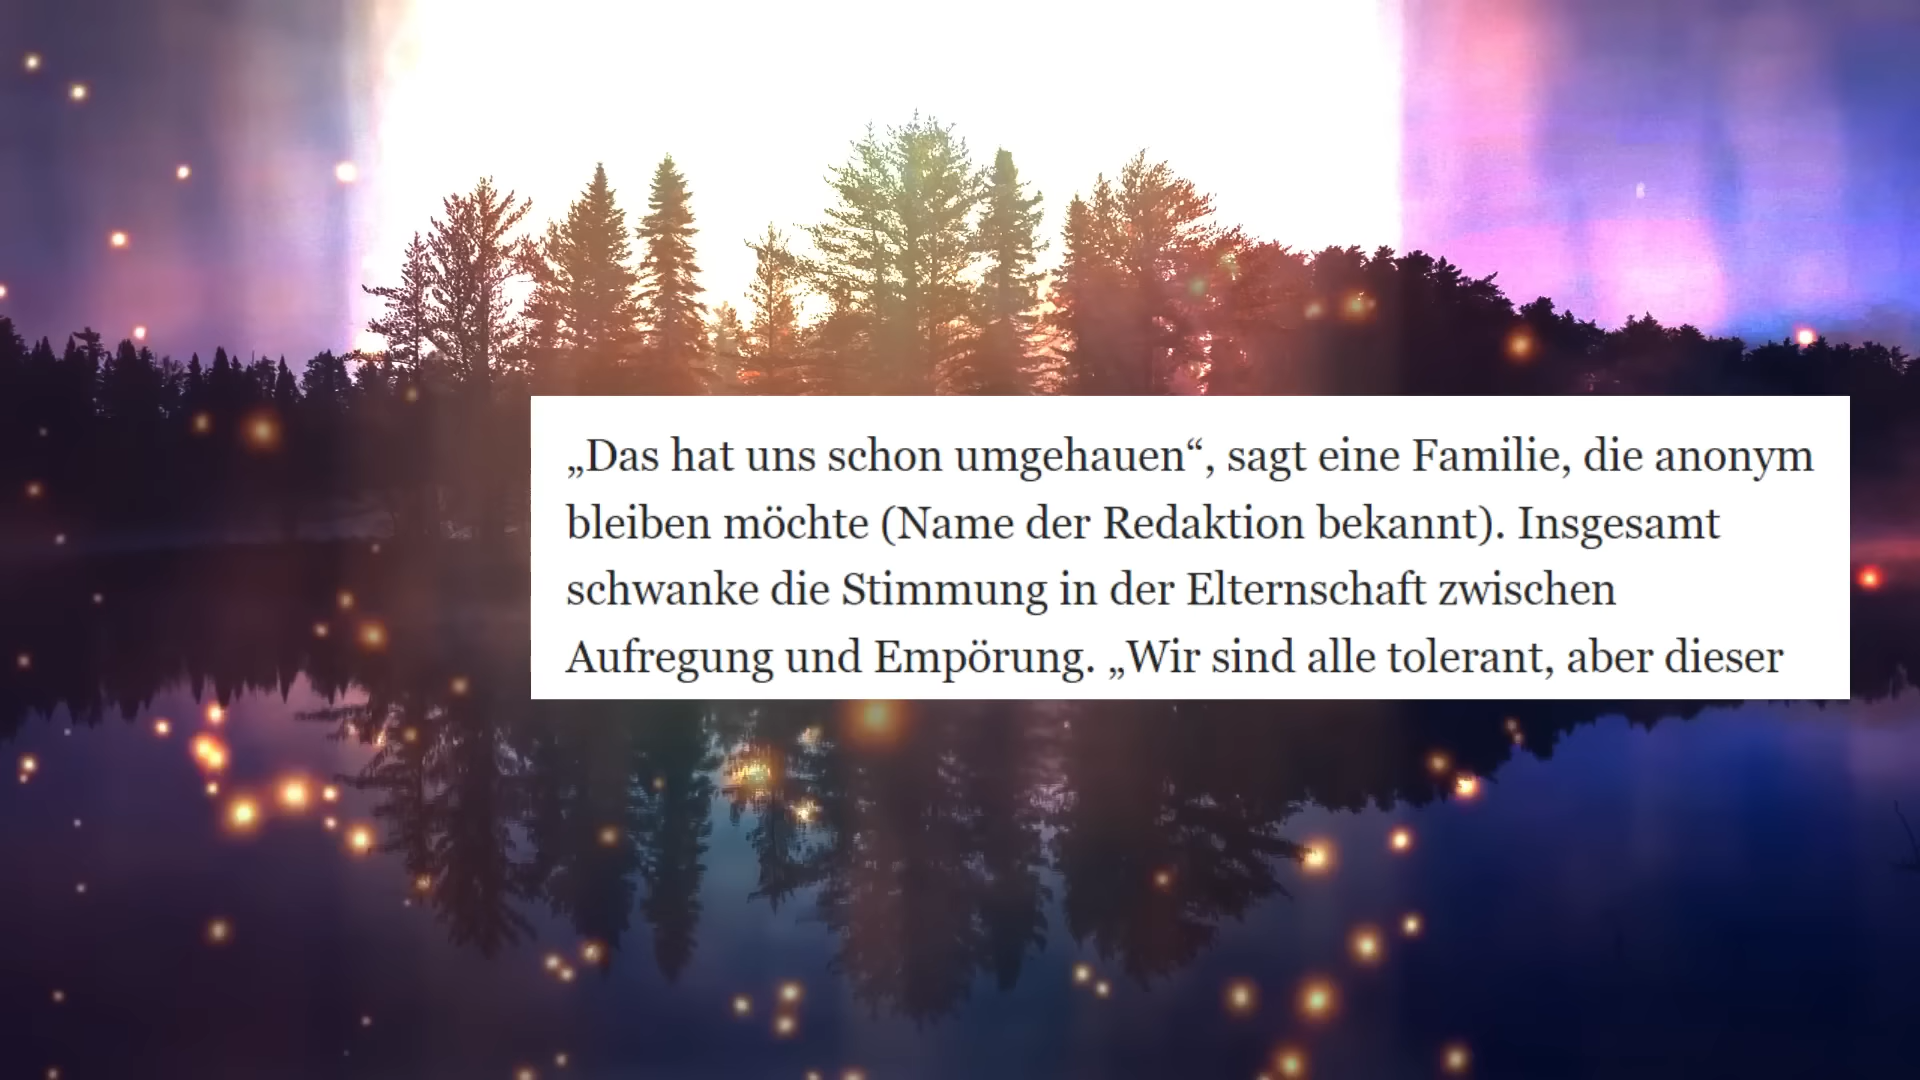 „Das hat uns schon umgehauen“, sagt eine Familie, die anonym
bleiben möchte (Name der Redaktion bekannt). Insgesamt
schwanke die Stimmung in der Elternschaft zwischen
Aufregung und Empörung. „Wir sind alle tolerant, aber dieser